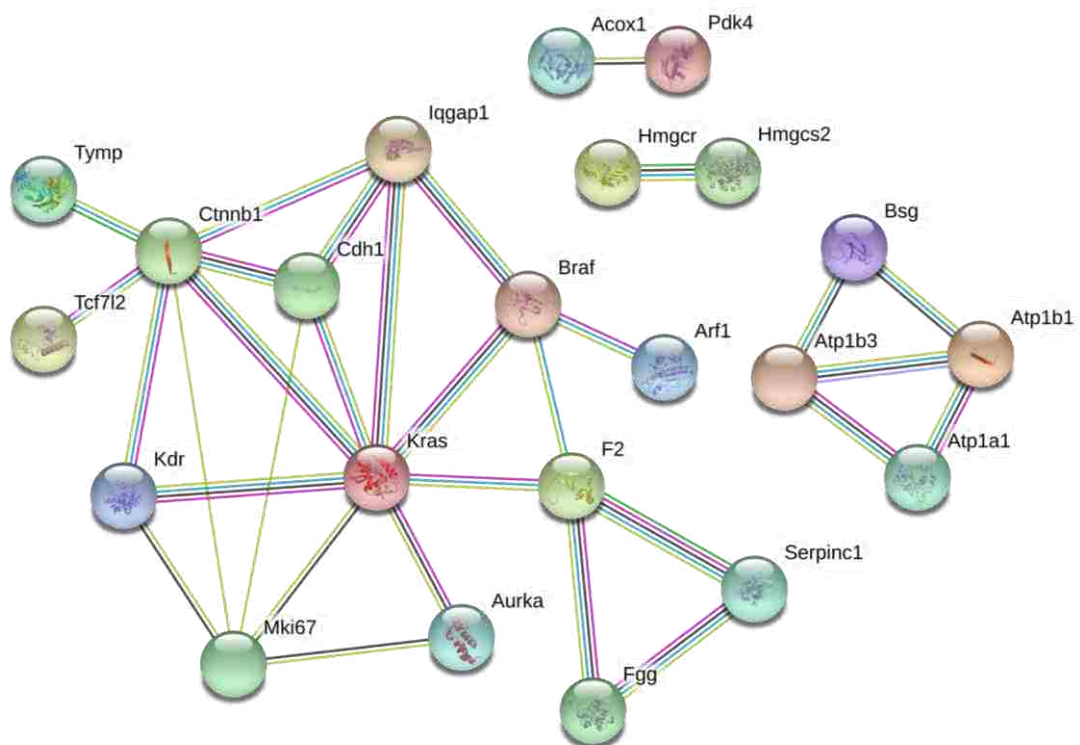 Acox1
Pdk4
Iqgap1
Hmgcr
Hmgcs2
Tymp
Ctnnb1
Bsg
Cdh1
Braf
Tcf7l2
Arf1
Atp1b3
Atp1b1
Kras
F2
Atp1a1
Kdr
Serpinc1
Aurka
Mki67
Fgg